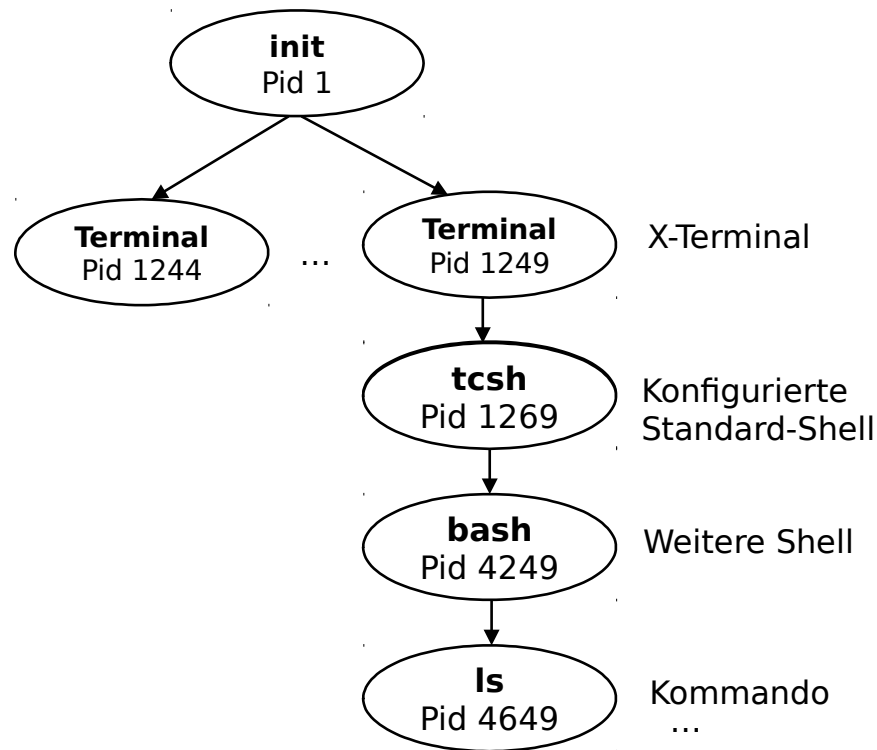 init
Pid 1
Terminal
Pid 1244
...
Terminal
Pid 1249
X-Terminal
tcsh
Pid 1269
Konfigurierte
Standard-Shell
bash
Pid 4249
Weitere Shell
ls
Pid 4649
Kommando
...